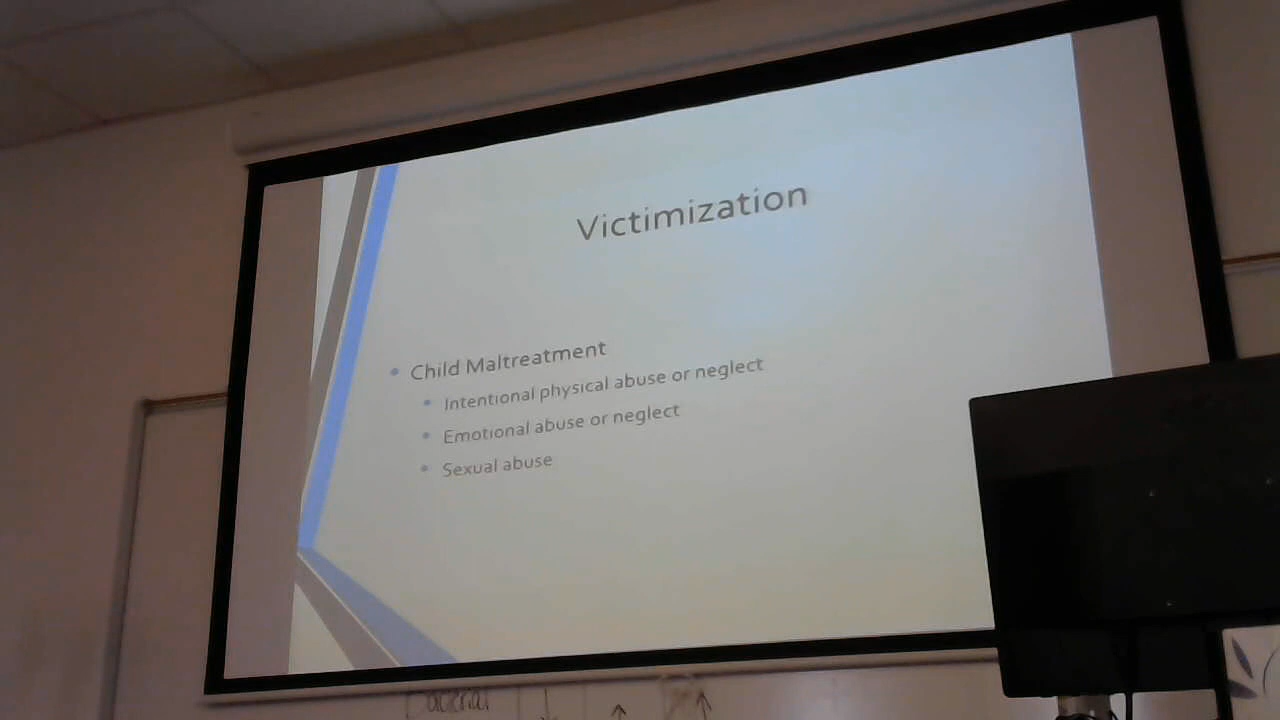 Victimization
• Child Maltreatment
• Intentional physical abuse or neglect
• Emotional abuse or neglect
• Sexual abuse